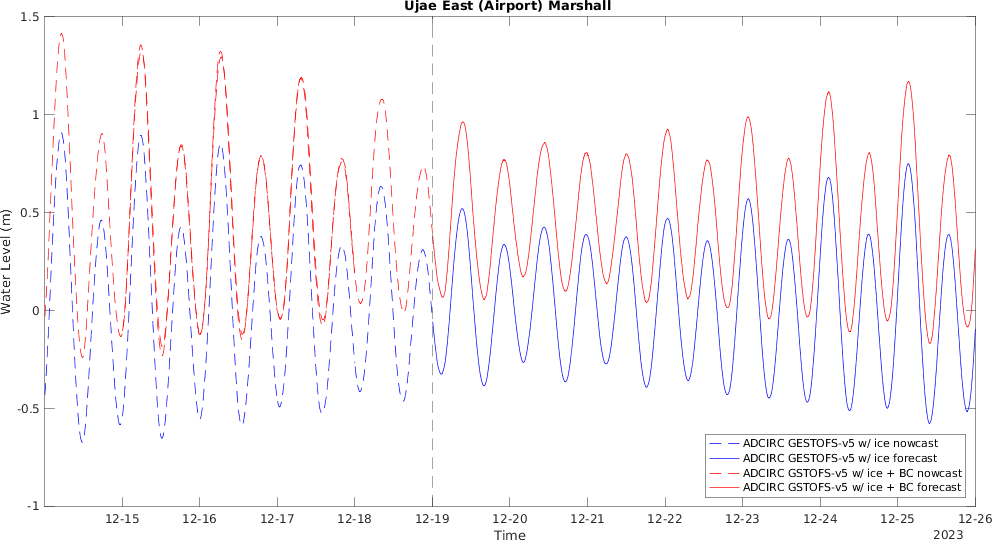 Ujae East (Airport) Marshall
1.5
1
0.5
0
-0.5
-1
Water Level (m)
12-15
12-16
12-17
12-18
12-19
12-20
12-21
12-22
12-23
12-24
12-25
12-26
Time
2023
ADCIRC GESTOFS-v5 w/ ice nowcast
ADCIRC GESTOFS-v5 w/ ice forecast
ADCIRC GSTOFS-v5 w/ ice + BC nowcast
ADCIRC GSTOFS-v5 w/ ice + BC forecast